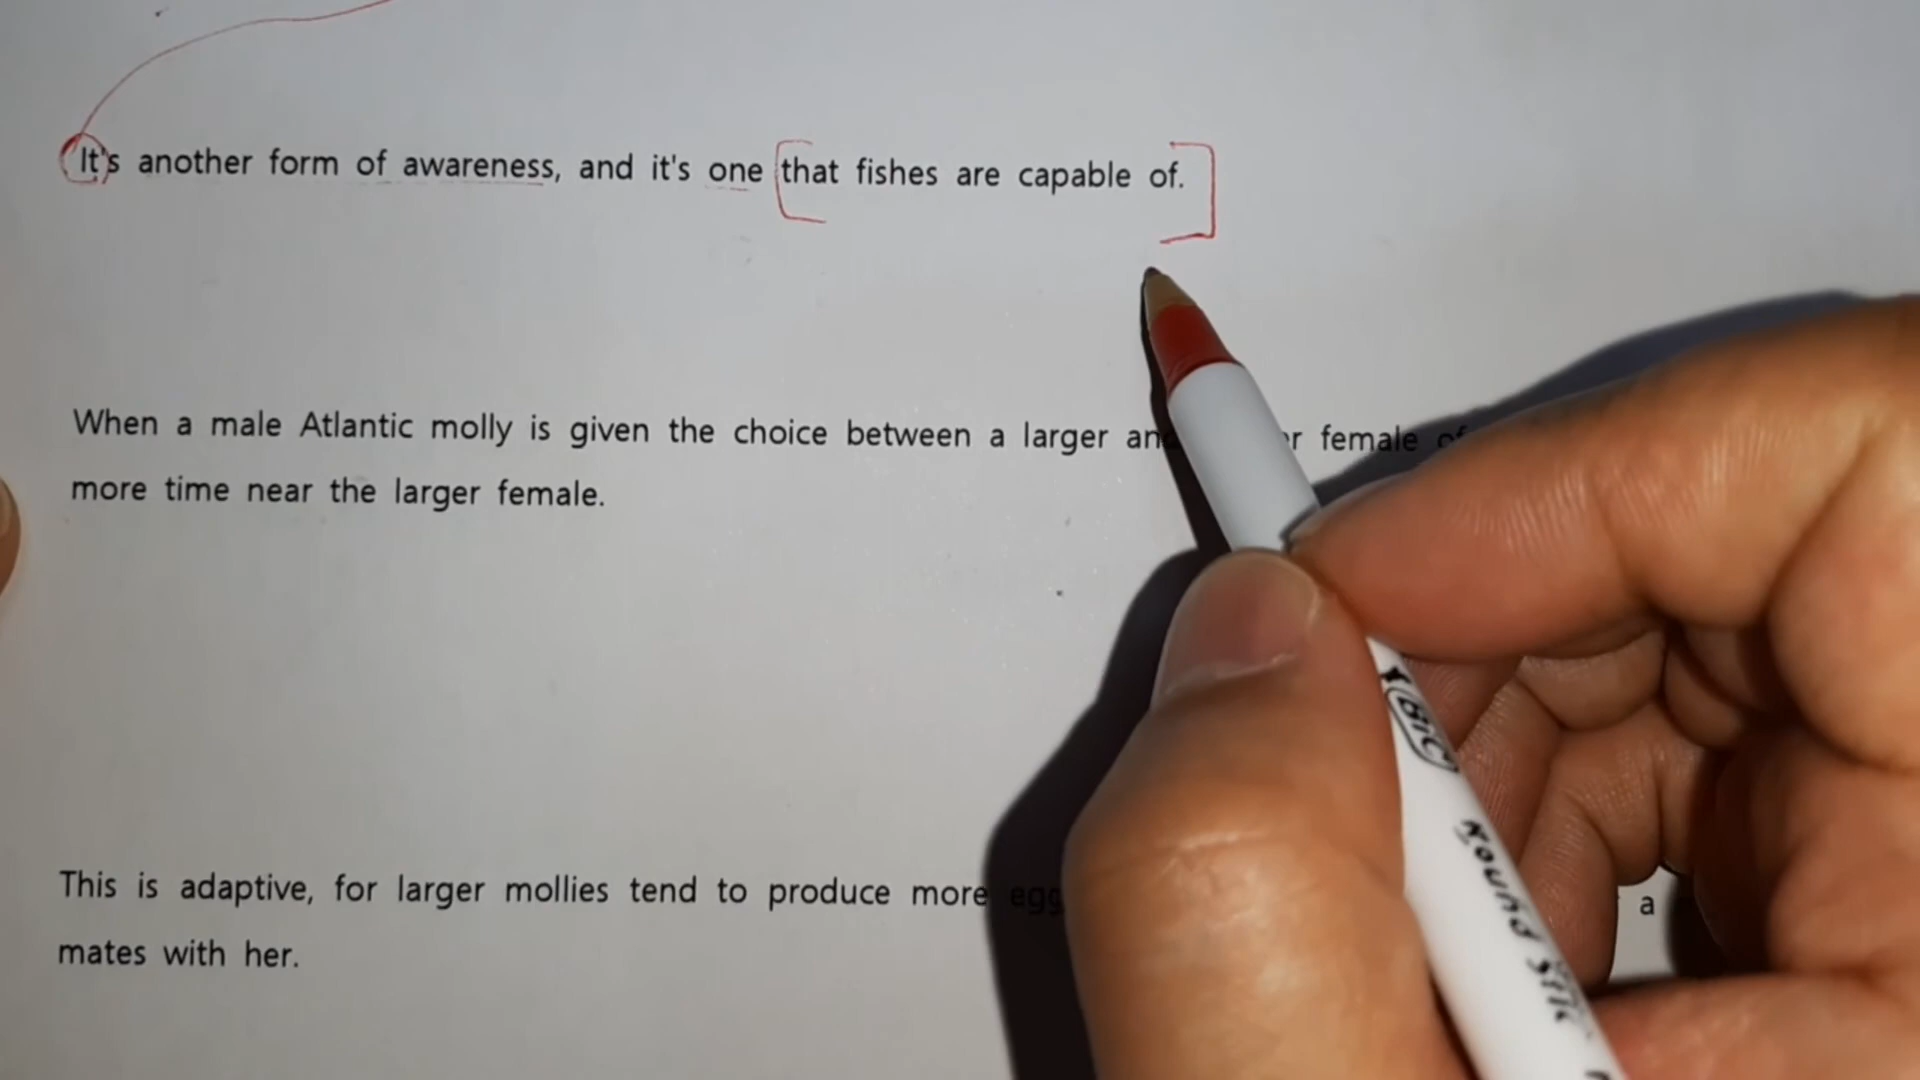 It's another form of awareness, and it's one that fishes are capable of.
When a male Atlantic molly is given the choice between a larger female
more time near the larger female.
This is adaptive, for larger mollies tend to produce more a
mates with her.
BIC
Round Stic